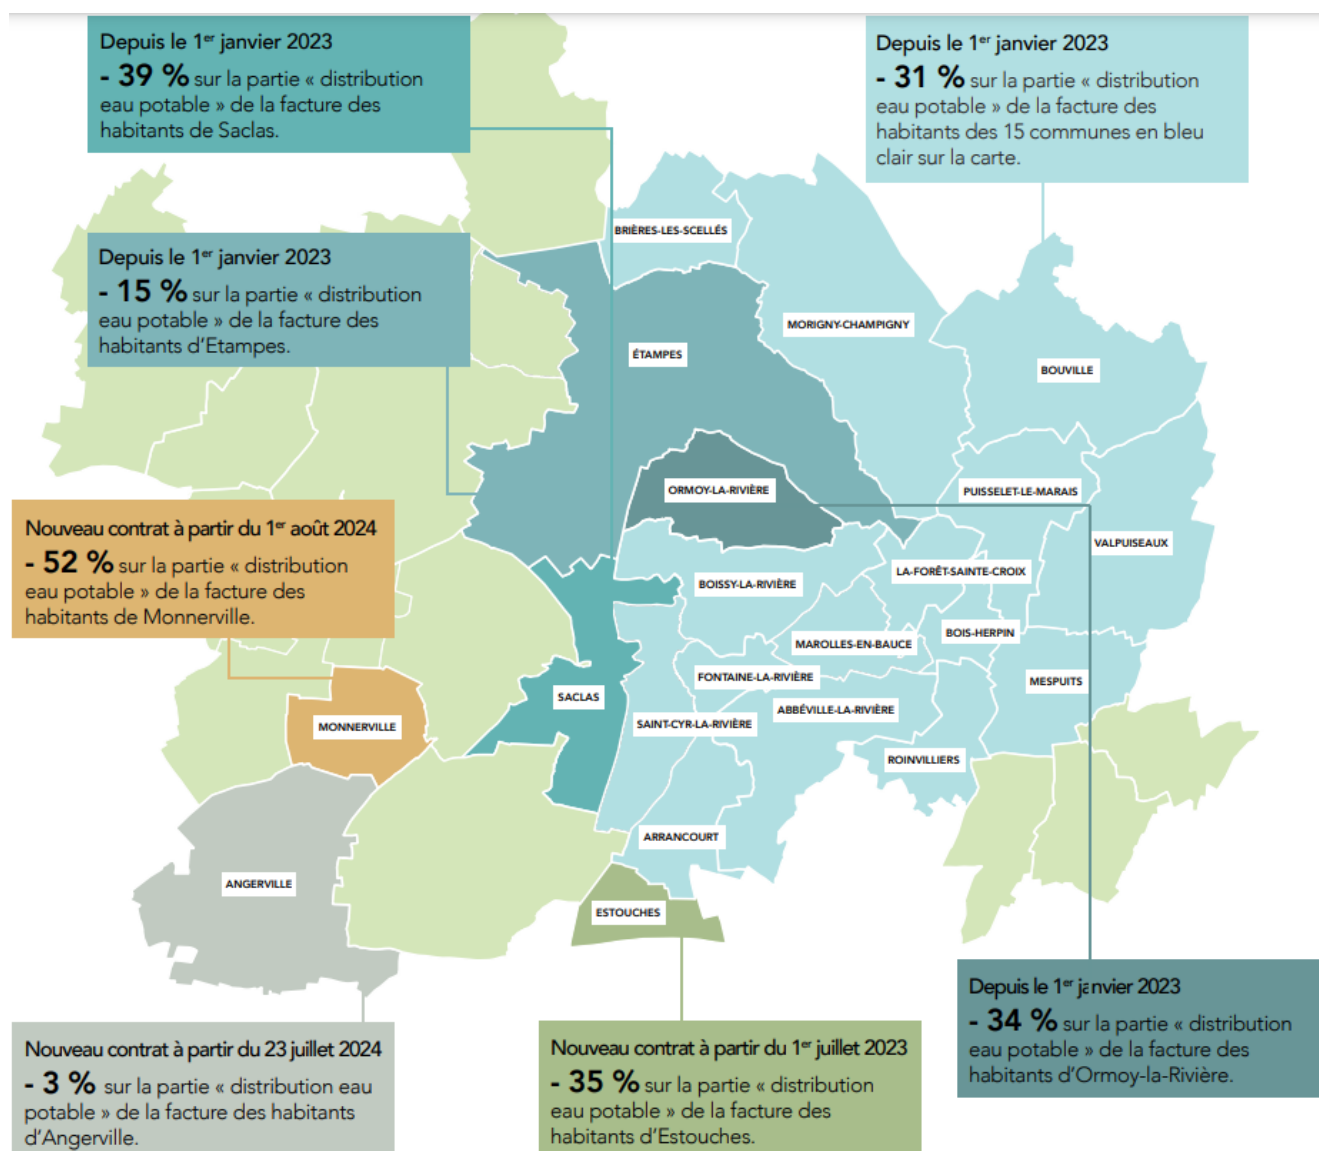 Depuis le 1er janvier 2023
- 39 % sur la partie « distribution
eau potable » de la facture des
habitants de Saclas.
Depuis le 1er janvier 2023
- 31 % sur la partie « distribution
eau potable » de la facture des
habitants des 15 communes en bleu
clair sur la carte.
Depuis le 1er janvier 2023
- 15 % sur la partie « distribution
eau potable » de la facture des
habitants d'Etampes.
BRIÈRES-LES-SCELLÉS
MORIGNY-CHAMPIGNY
ÉTAMPES
BOUVILLE
ORMOY-LA-RIVIÈRE
PUISSELET-LE-MARAIS
Nouveau contrat à partir du 1er août 2024
- 52 % sur la partie « distribution
eau potable » de la facture des
habitants de Monnerville.
VALPUISEAUX
LA-FORÊT-SAINTE-CROIX
BOISSY-LA-RIVIÈRE
BOIS-HERPIN
MAROLLES-EN-BAUCE
FONTAINE-LA-RIVIÈRE
MESPUITS
SACLAS
ABBÉVILLE-LA-RIVIÈRE
SAINT-CYR-LA-RIVIÈRE
MONNERVILLE
ROINVILLIERS
ARRANCOURT
ANGERVILLE
ESTOUCHES
Depuis le 1er janvier 2023
- 34 % sur la partie « distribution
eau potable » de la facture des
habitants d'Ormoy-la-Rivière.
Nouveau contrat à partir du 23 juillet 2024
- 3 % sur la partie « distribution eau
potable » de la facture des habitants
d'Angerville.
Nouveau contrat à partir du 1er juillet 2023
- 35 % sur la partie « distribution
eau potable » de la facture des
habitants d'Estouches.